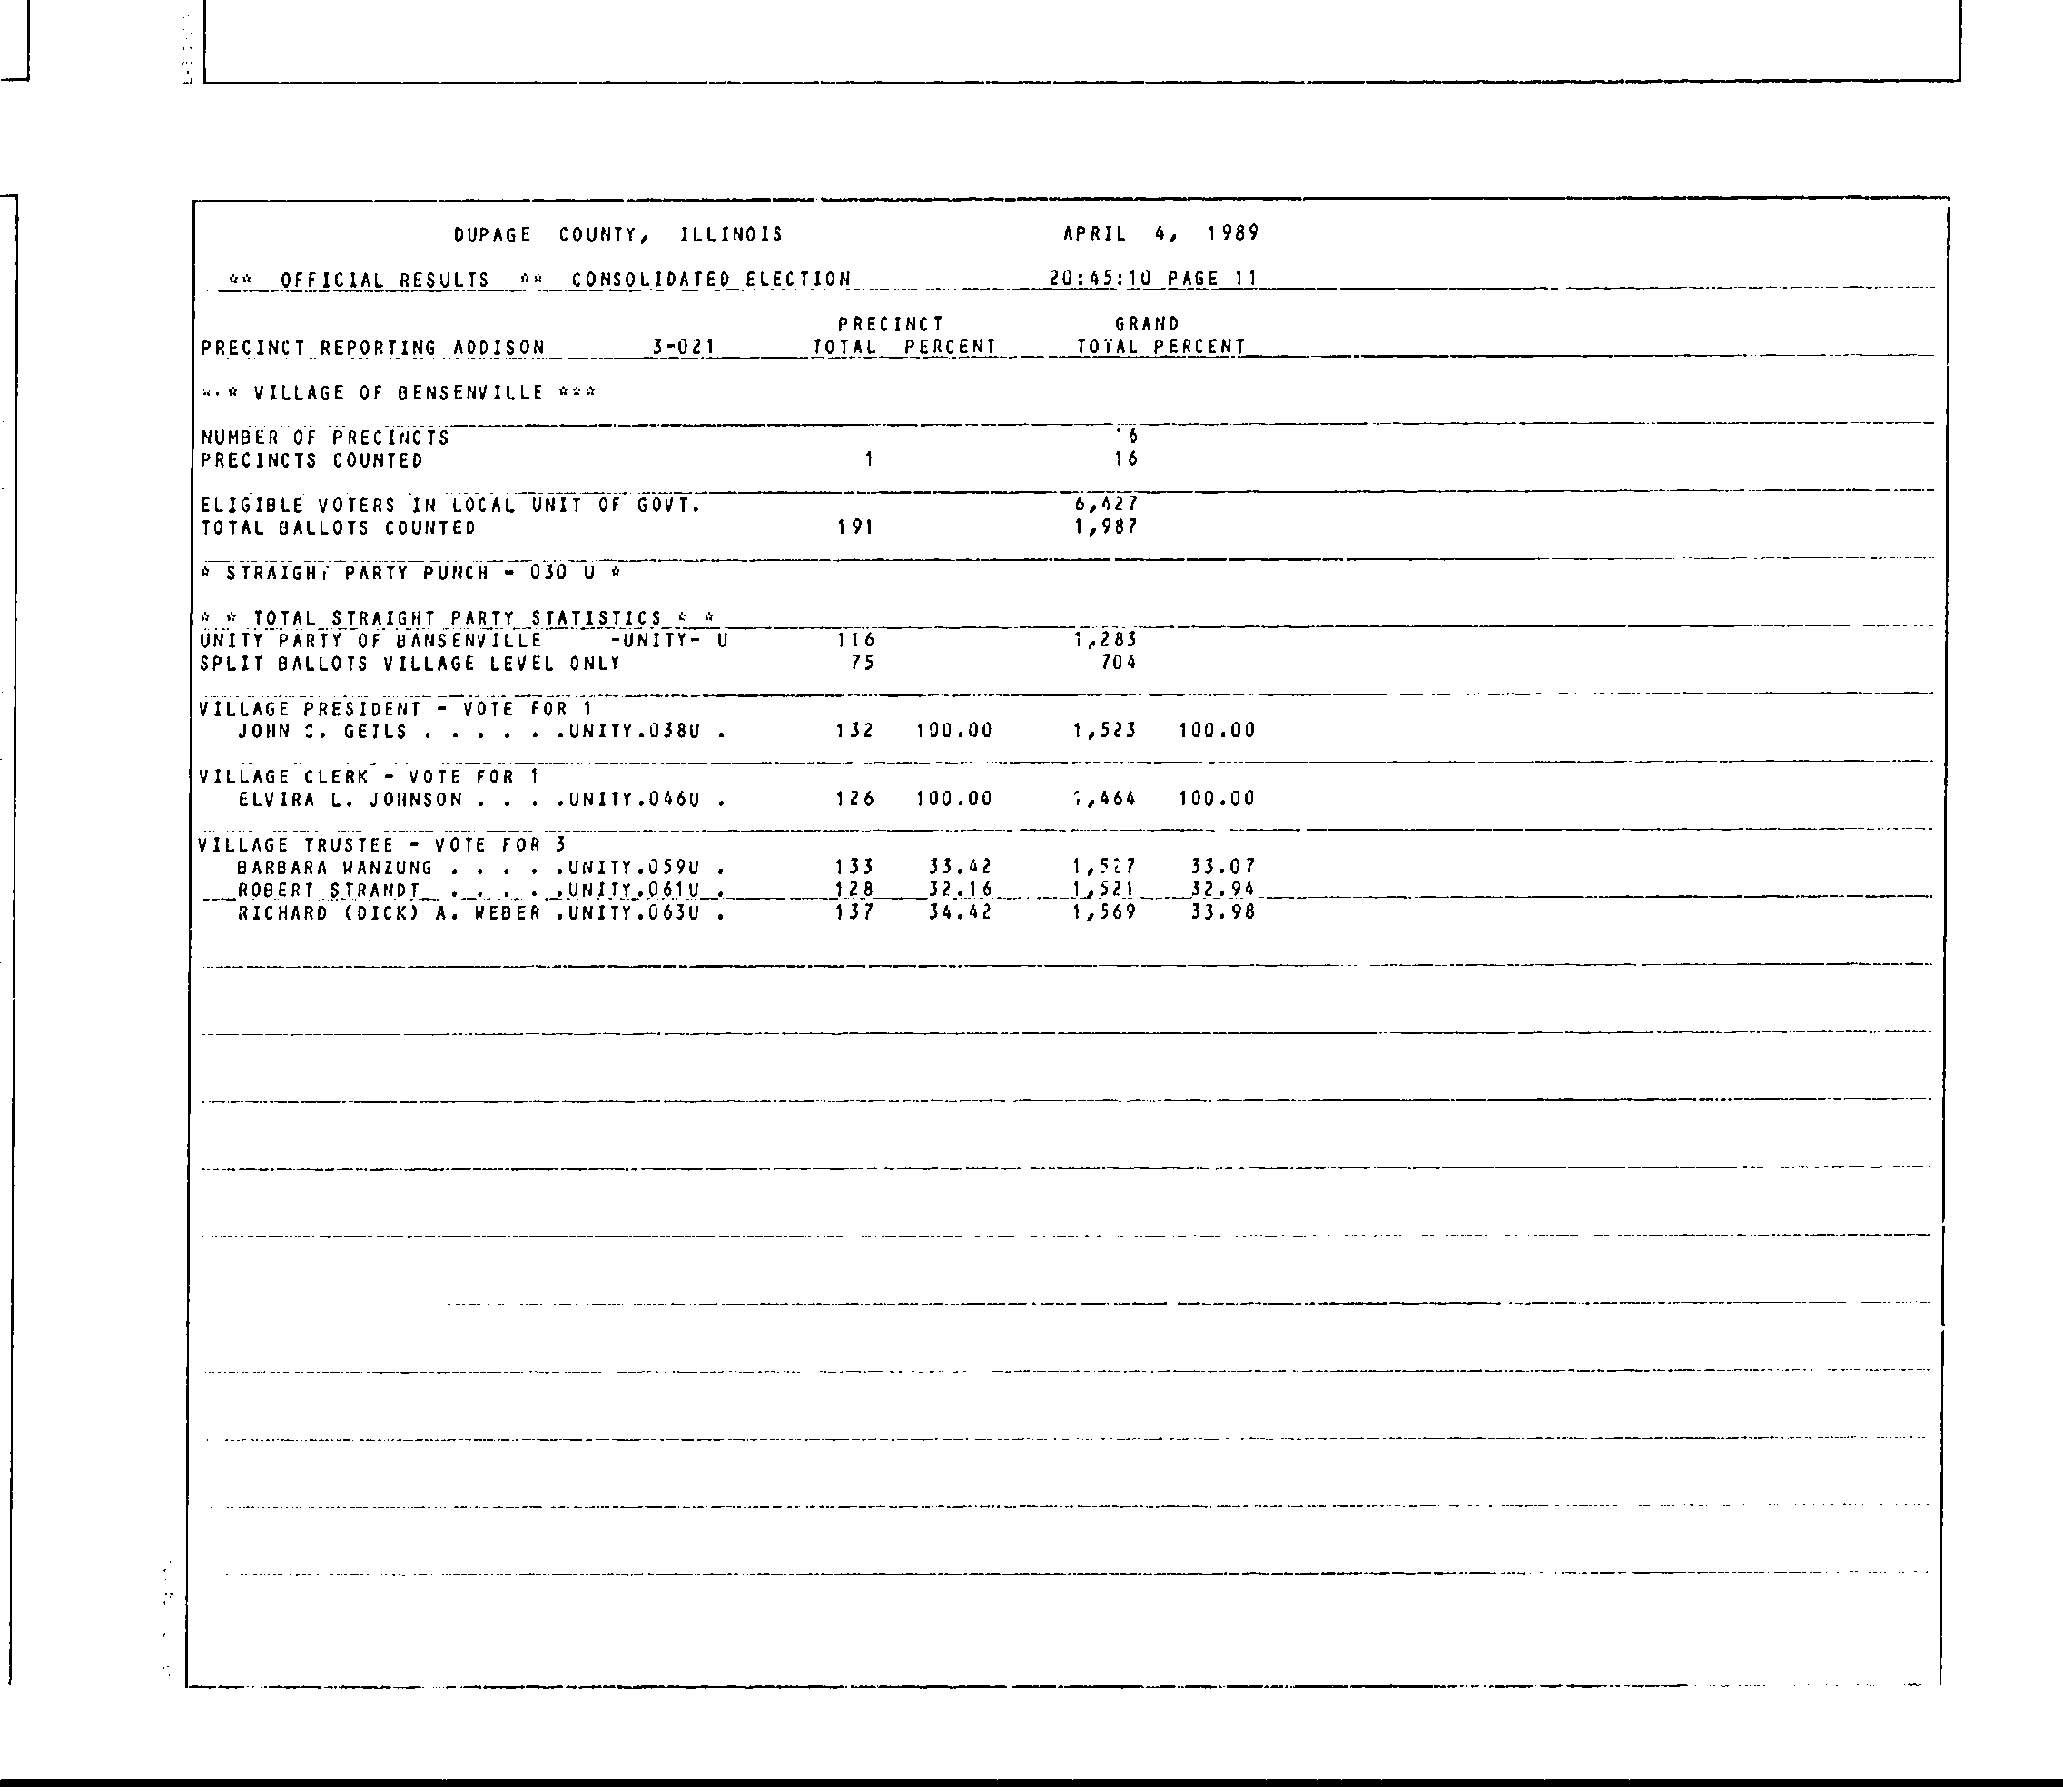 DUPAGE COUNTY, ILLINOIS APRIL 4, 1989
** OFFICIAL RESULTS ** CONSOLIDATED ELECTION 20:45:10 PAGE 11
PRECINCT GRAND
PRECINCT REPORTING ADDISON 3-021 TOTAL PERCENT TOTAL PERCENT
*** VILLAGE OF BENSENVILLE ***
NUMBER OF PRECINCTS
PRECINCTS COUNTED 1 16
ELIGIBLE VOTERS IN LOCAL UNIT OF GOVT.
TOTAL BALLOTS COUNTED 191 1,987
* STRAIGHT PARTY PUNCH - 030 U *
* * TOTAL STRAIGHT PARTY STATISTICS * *
UNITY PARTY OF BANSENVILLE -UNITY- U 116 1,283
SPLIT BALLOTS VILLAGE LEVEL ONLY 75 704
VILLAGE PRESIDENT - VOTE FOR 1
JOHN C. GEILS . . . . . .UNITY.038U . 132 100.00 1,523 100.00
VILLAGE CLERK - VOTE FOR 1
ELVIRA L. JOHNSON . . . .UNITY.046U . 126 100.00 1,464 100.00
VILLAGE TRUSTEE - VOTE FOR 3
BARBARA WANZUNG . . . . .UNITY.059U . 133 33.42 1,527 33.07
ROBERT STRANDT . . . . .UNITY.061U . 128 32.16 1,521 32.94
RICHARD (DICK) A. WEBER .UNITY.063U . 137 34.42 1,569 33.98